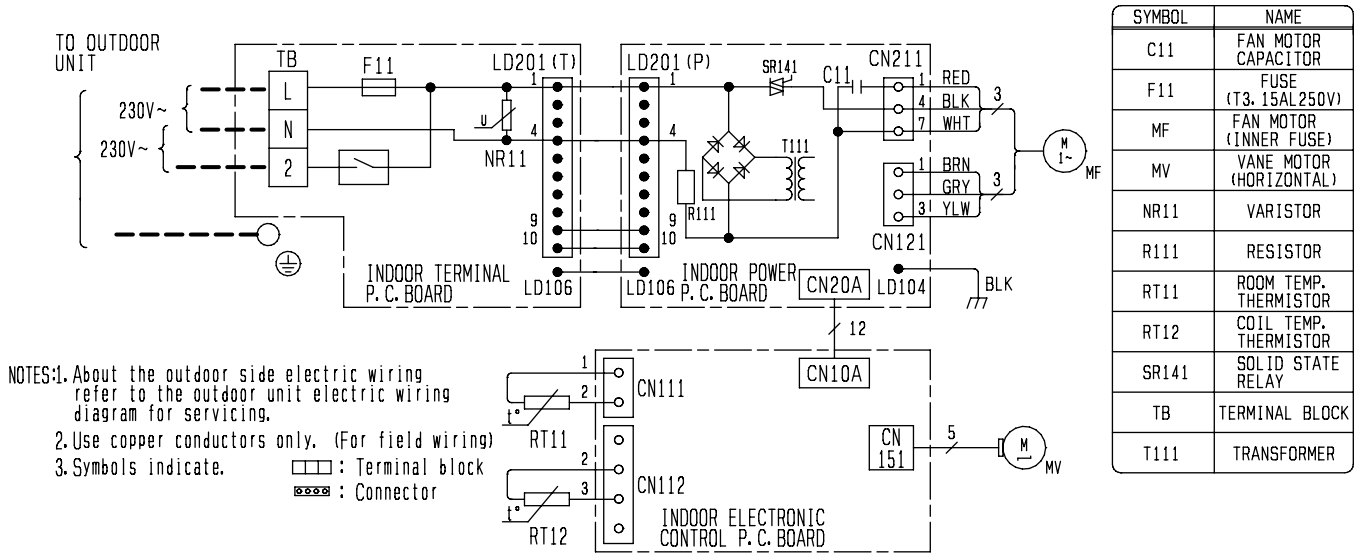 TO OUTDOOR
UNIT
TB
F11
LD201(T)
LD201(P)
SR141
C11
CN211
L
N
2
230V~
230V~
1
4
9
10
U
NR11
1
4
9
10
R111
T111
1 RED
4 BLK
7 WHT
3
1 BRN
GRY
3 YLW
3
CN121
M
1~
MF
INDOOR TERMINAL
P.C.BOARD
LD106
LD106
INDOOR POWER
P.C.BOARD
CN20A
LD104
BLK
12
CN10A
NOTES:1. About the outdoor side electric wiring
refer to the outdoor unit electric wiring
diagram for servicing.
2. Use copper conductors only. (For field wiring)
3. Symbols indicate.
: Terminal block
: Connector
1
2
CN111
t°
RT11
2
3
CN112
t°
RT12
CN
151
5
M
MV
INDOOR ELECTRONIC
CONTROL P.C.BOARD
SYMBOL NAME
C11 FAN MOTOR
CAPACITOR
F11 FUSE
(T3.15AL250V)
MF FAN MOTOR
(INNER FUSE)
MV VANE MOTOR
(HORIZONTAL)
NR11 VARISTOR
R111 RESISTOR
RT11 ROOM TEMP.
THERMISTOR
RT12 COIL TEMP.
THERMISTOR
SR141 SOLID STATE
RELAY
TB TERMINAL BLOCK
T111 TRANSFORMER